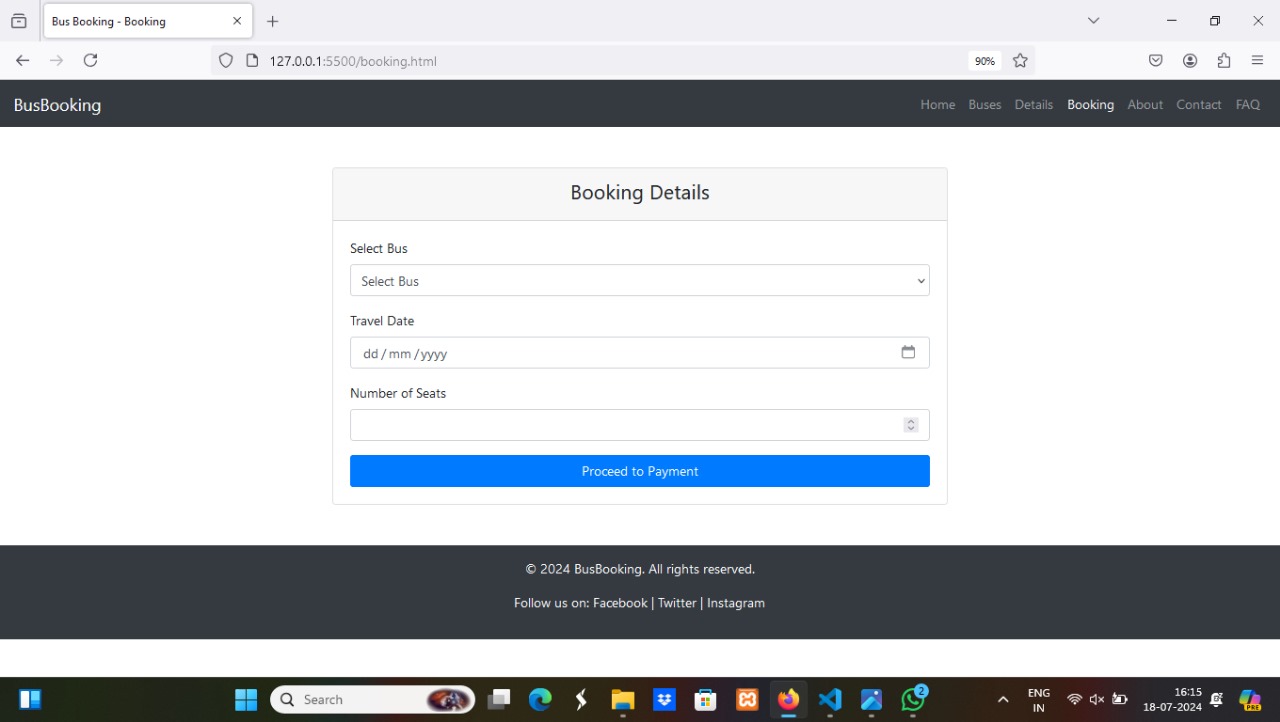 Bus Booking - Booking
127.0.0.1:5500/booking.html
90%
BusBooking
Home Buses Details Booking About Contact FAQ
Booking Details
Select Bus
Select Bus
Travel Date
dd / mm / yyyy
Number of Seats
Proceed to Payment
© 2024 BusBooking. All rights reserved.
Follow us on: Facebook | Twitter | Instagram
Search
2
ENG
IN
16:15
18-07-2024
PRE